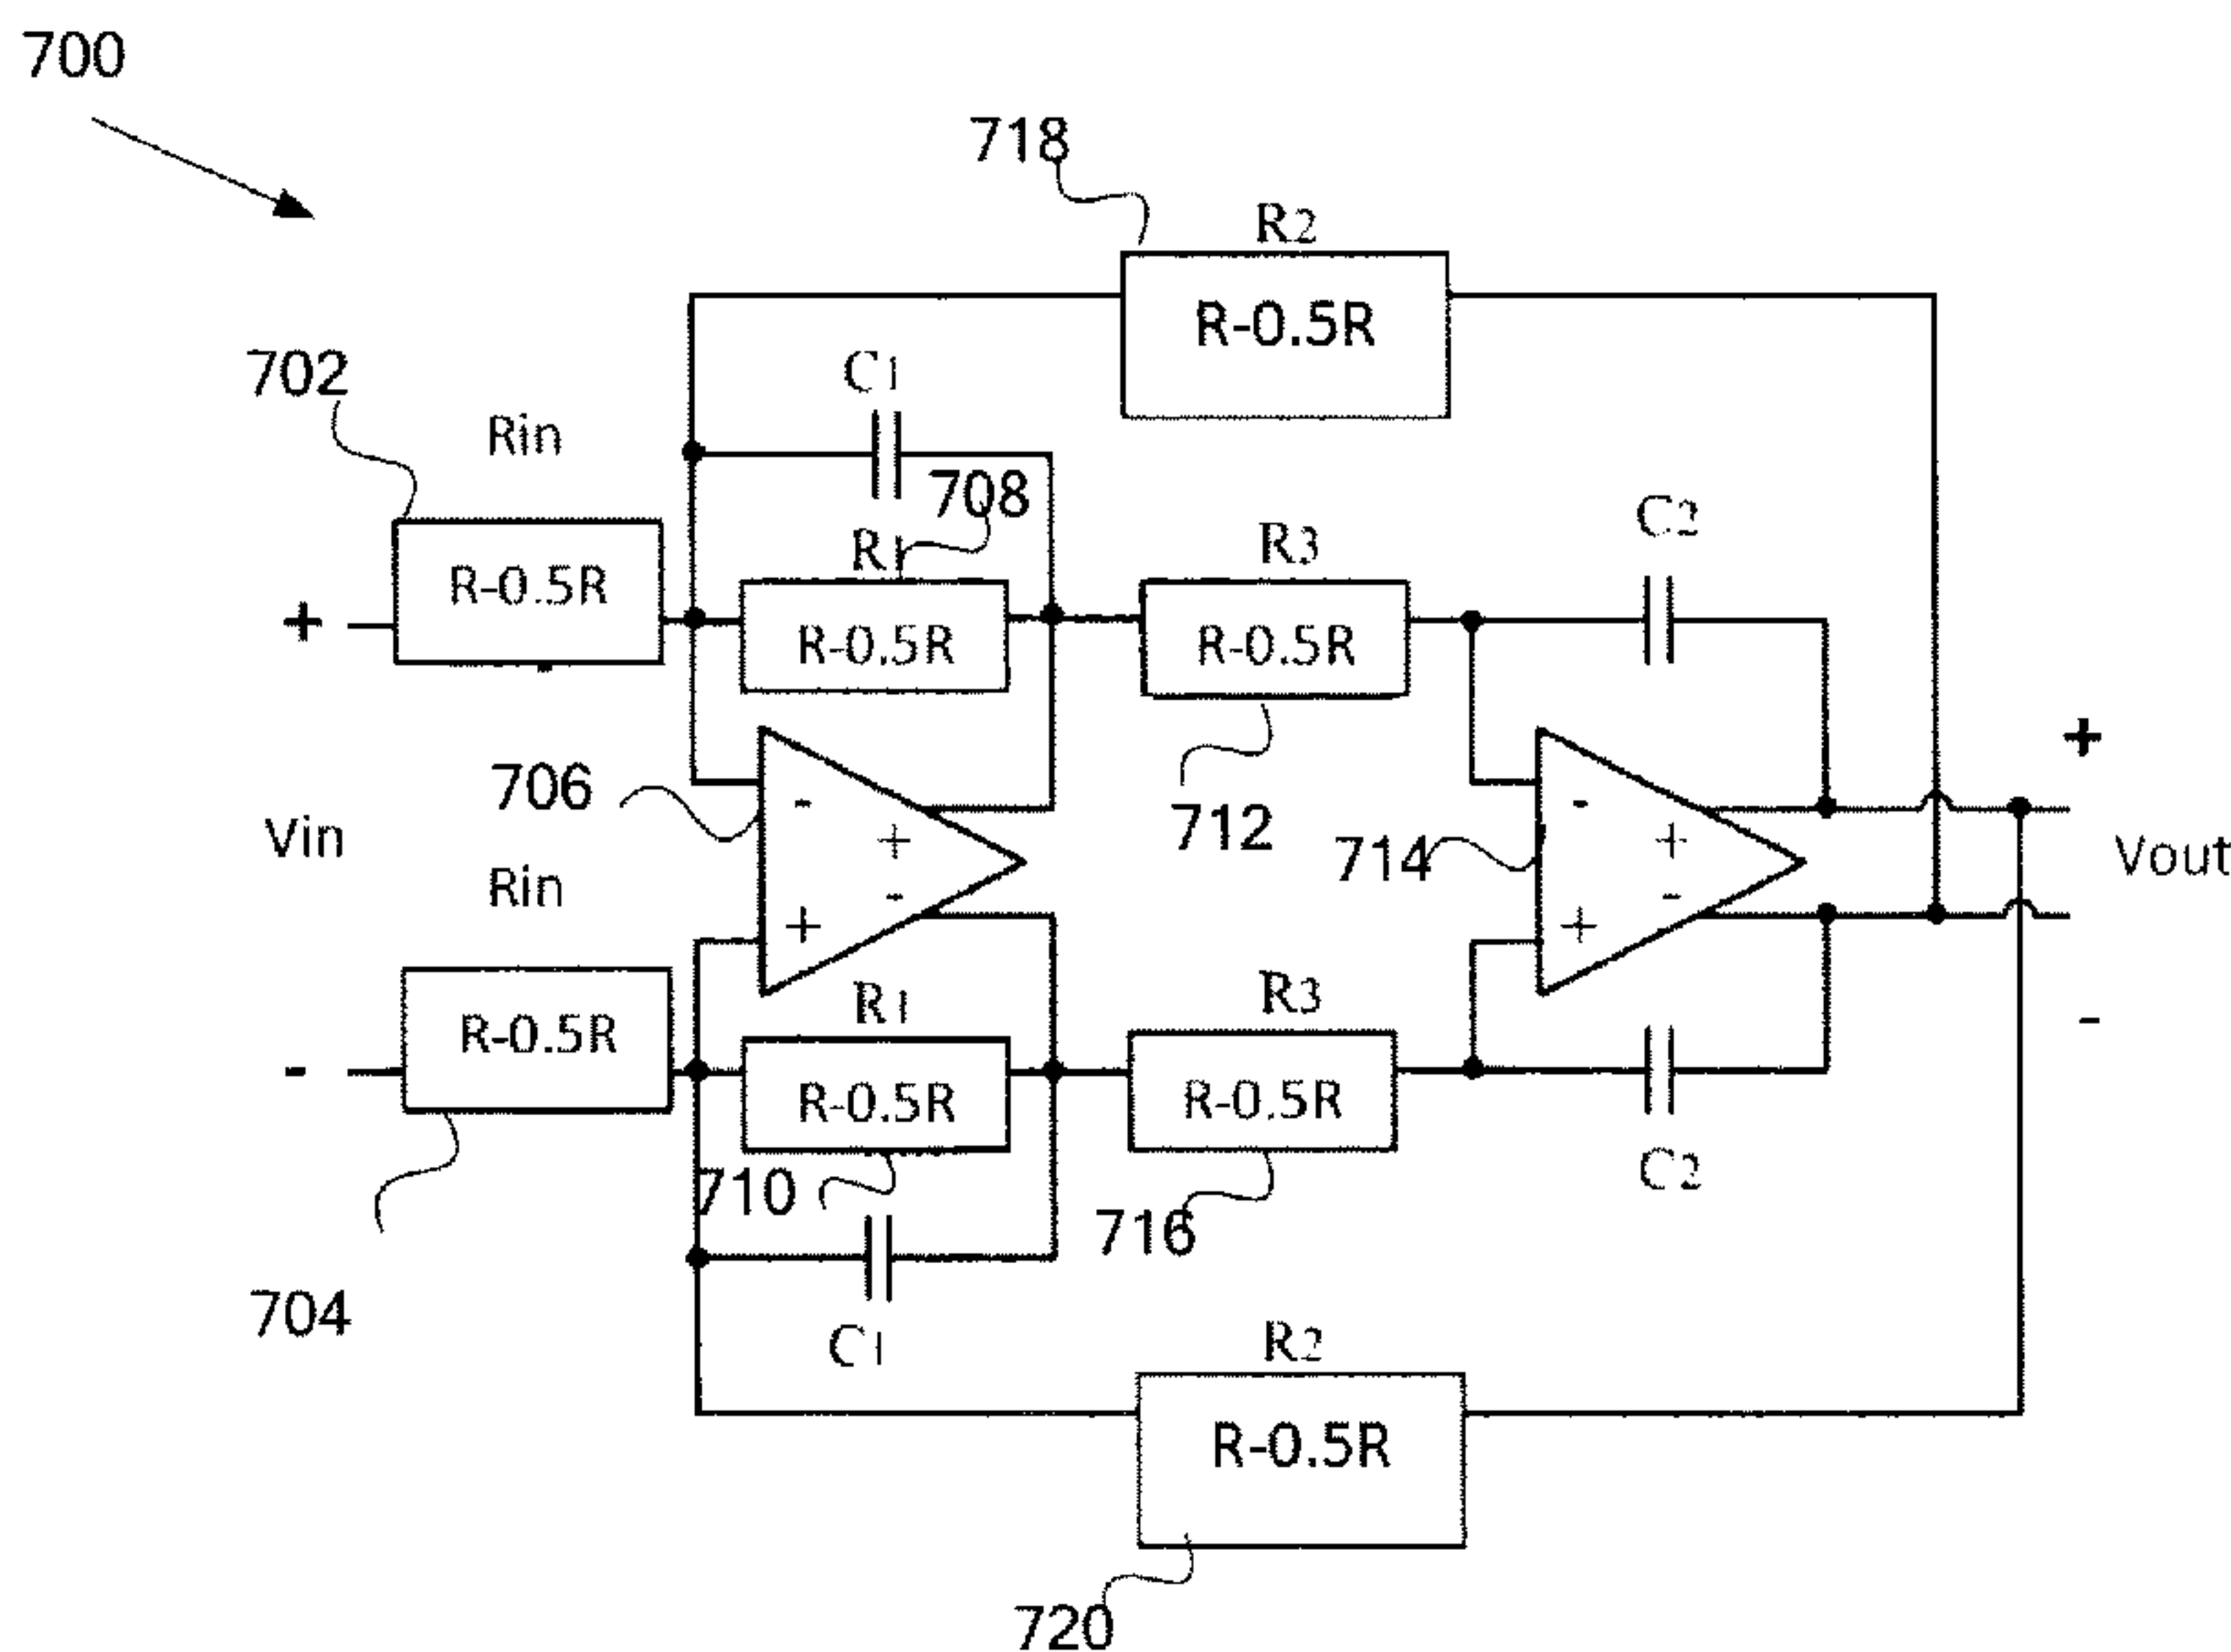 700
718
R2
R-0.5R
702
Rin
C1
708
R1
R3
C2
R-0.5R
R-0.5R
R-0.5R
+
-
+
+
-
706
712
714
-
+
+
-
+
Vin
Vout
Rin
R1
R3
-
R-0.5R
-
R-0.5R
R-0.5R
C2
710
716
704
C1
R2
R-0.5R
720